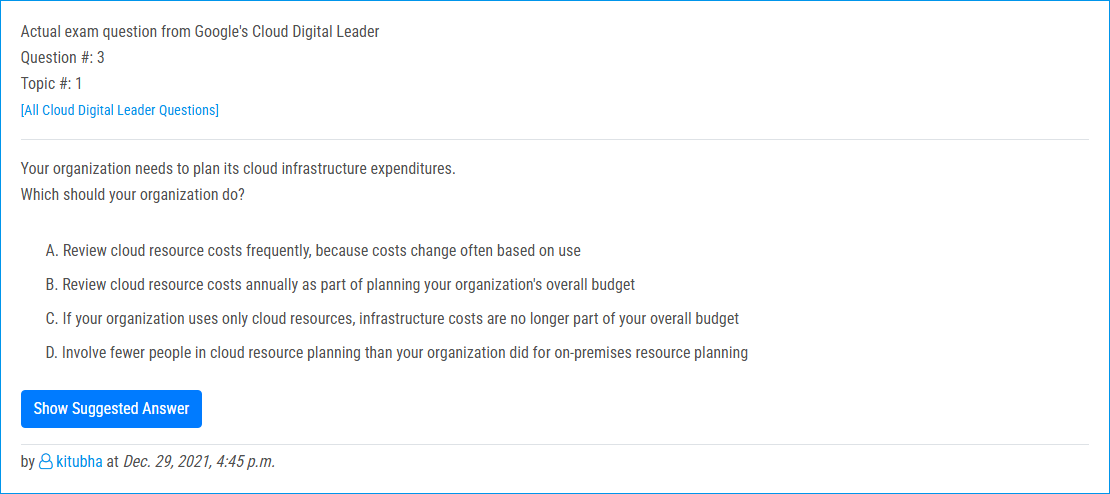 Actual exam question from Google's Cloud Digital Leader
Question #: 3
Topic #: 1
[All Cloud Digital Leader Questions]
Your organization needs to plan its cloud infrastructure expenditures.
Which should your organization do?
A. Review cloud resource costs frequently, because costs change often based on use
B. Review cloud resource costs annually as part of planning your organization's overall budget
C. If your organization uses only cloud resources, infrastructure costs are no longer part of your overall budget
D. Involve fewer people in cloud resource planning than your organization did for on-premises resource planning
Show Suggested Answer
by kitubha at Dec. 29, 2021, 4:45 p.m.